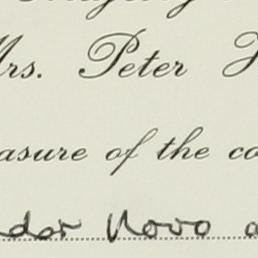 Mrs. Peter
asure of the co
dor Novo a